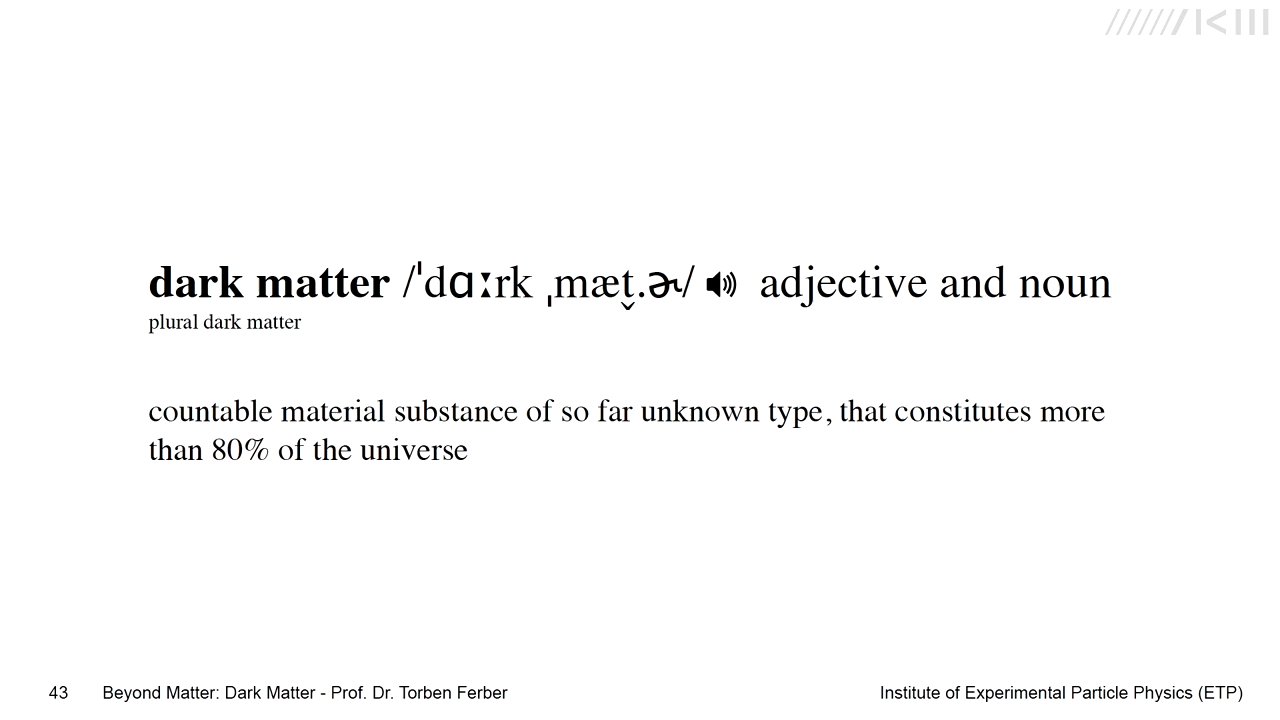 dark matter /ˈdɑːrk ˌmæt̬.ɚ/ adjective and noun
plural dark matter
countable material substance of so far unknown type, that constitutes more
than 80% of the universe
43 Beyond Matter: Dark Matter - Prof. Dr. Torben Ferber Institute of Experimental Particle Physics (ETP)